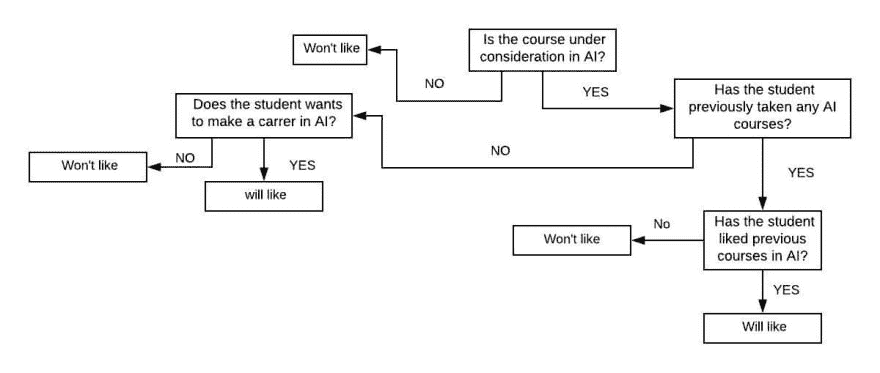 Is the course under
consideration in AI?
Won't like
NO
YES
Has the student
previously taken any AI
courses?
Does the student wants
to make a carrer in AI?
NO
YES
NO
YES
Won't like
will like
Has the student
liked previous
courses in AI?
No
Won't like
YES
Will like